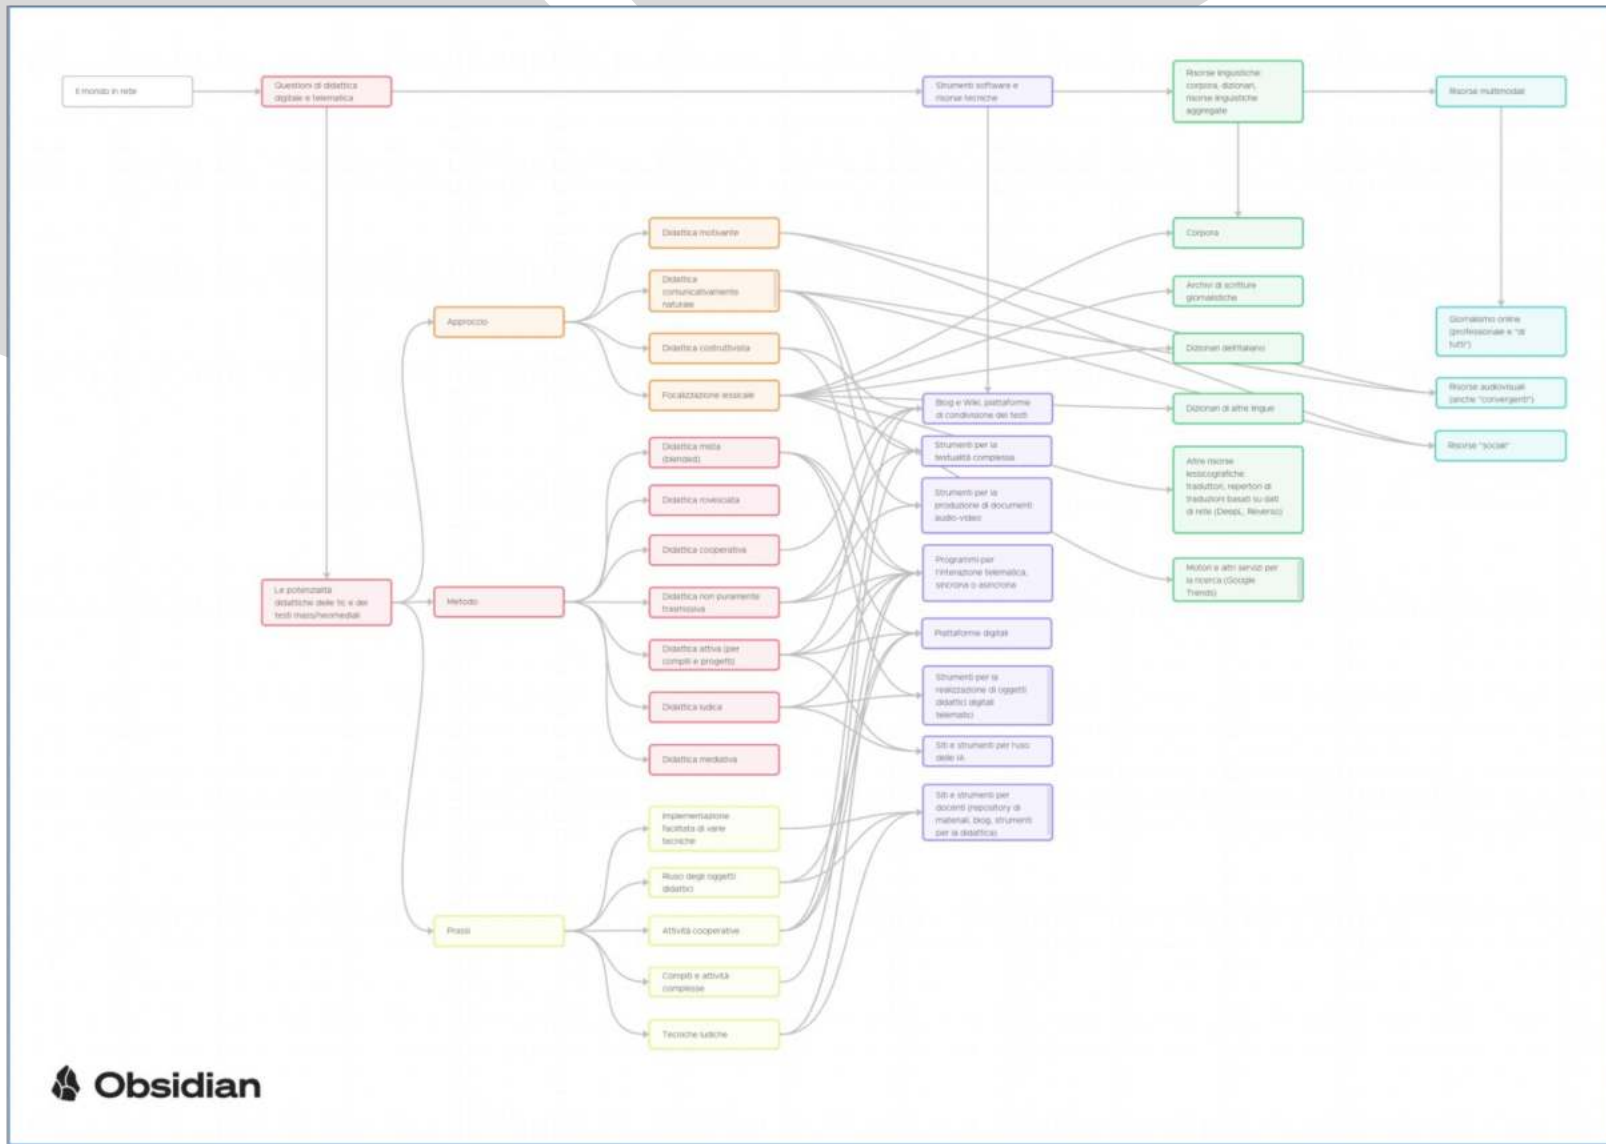 Il mondo in rete
Questioni di didattica
digitale e telematica
Strumenti software e
risorse tecniche
Risorse linguistiche:
corpora, dizionari,
risorse linguistiche
aggregate
Risorse multimodali
Le potenzialità
didattiche delle tic e dei
testi mass/neomediali
Approccio
Metodo
Prassi
Didattica motivante
Didattica
comunicativamente
naturale
Didattica costruttivista
Focalizzazione lessicale
Didattica mista
(blended)
Didattica rovesciata
Didattica cooperativa
Didattica non puramente
trasmissiva
Didattica attiva (per
compiti e progetti)
Didattica ludica
Didattica mediativa
Implementazione
facilitata di varie
tecniche
Riuso degli oggetti
didattici
Attività cooperative
Compiti e attività
complesse
Tecniche ludiche
Blog e Wiki, piattaforme
di condivisione dei testi
Strumenti per la
testualità complessa
Strumenti per la
produzione di documenti
audio-video
Programmi per
l'interazione telematica,
sincrona o asincrona
Piattaforme digitali
Strumenti per la
realizzazione di oggetti
didattici digitali
telematici
Siti e strumenti per l'uso
delle IA
Siti e strumenti per
docenti (repository di
materiali, blog, strumenti
per la didattica)
Corpora
Archivi di scritture
giornalistiche
Dizionari dell'italiano
Dizionari di altre lingue
Altre risorse
lessicografiche:
traduttori, repertori di
traduzioni basati su dati
di rete (DeepL, Reverso)
Motori e altri servizi per
la ricerca (Google
Trends)
Giornalismo online
(professionale e "di
tutti")
Risorse audiovisuali
(anche "convergenti")
Risorse "social"
Obsidian